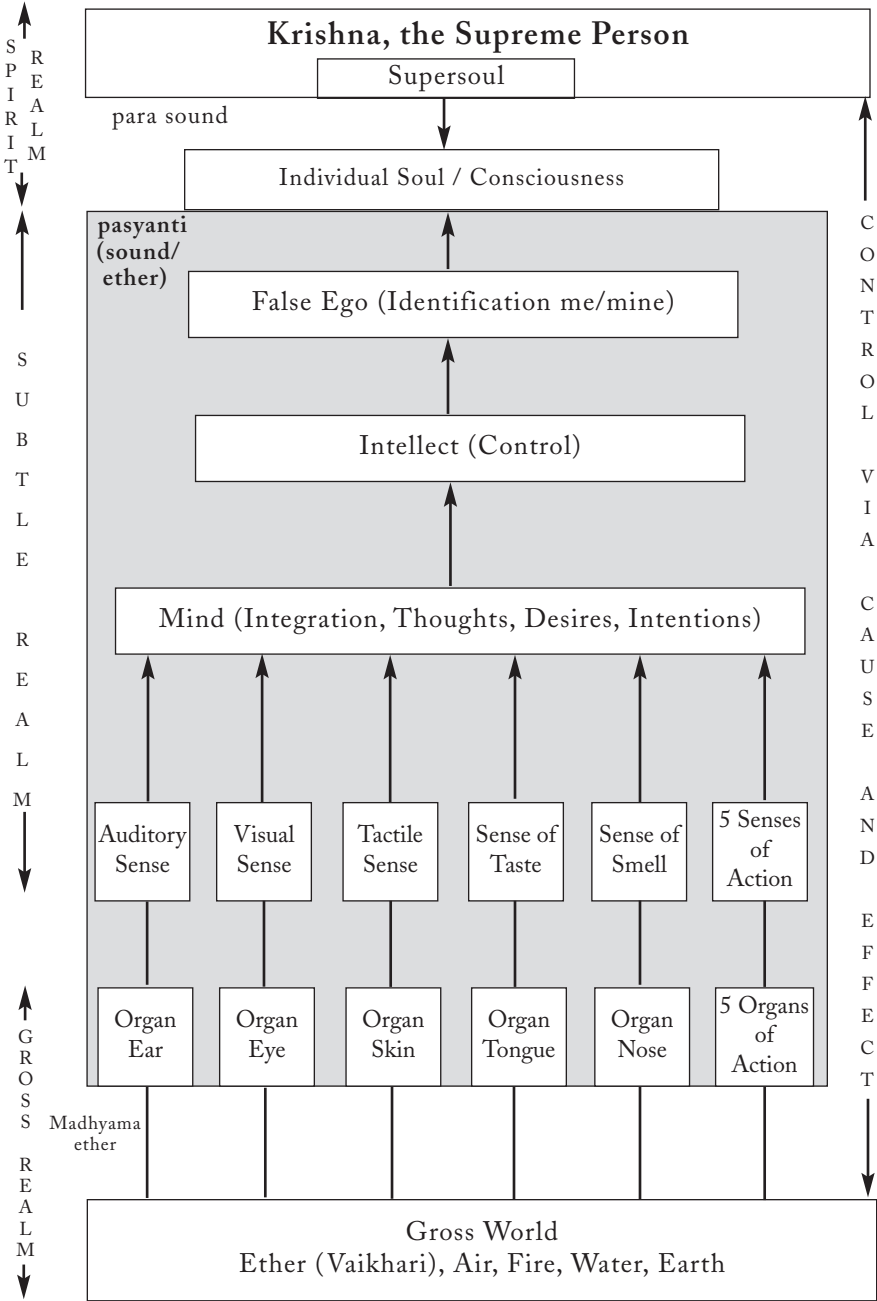 Krishna, the Supreme Person
Supersoul
SPIRIT
REALM
para sound
Individual Soul / Consciousness
pasyanti
(sound/
ether)
False Ego (Identification me/mine)
Intellect (Control)
SUBTLE REALM
Mind (Integration, Thoughts, Desires, Intentions)
Auditory
Sense
Visual
Sense
Tactile
Sense
Sense of
Taste
Sense of
Smell
5 Senses
of
Action
Organ
Ear
Organ
Eye
Organ
Skin
Organ
Tongue
Organ
Nose
5 Organs
of
Action
CONTROL VIA CAUSE AND EFFECT
GROSS REALM
Madhyama
ether
Gross World
Ether (Vaikhari), Air, Fire, Water, Earth